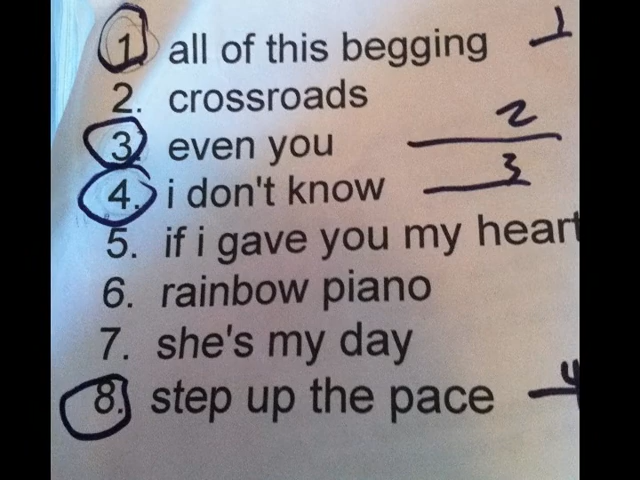 1. all of this begging 1
2. crossroads
3. even you 2
4. i don't know 3
5. if i gave you my heart
6. rainbow piano
7. she's my day
8. step up the pace 4